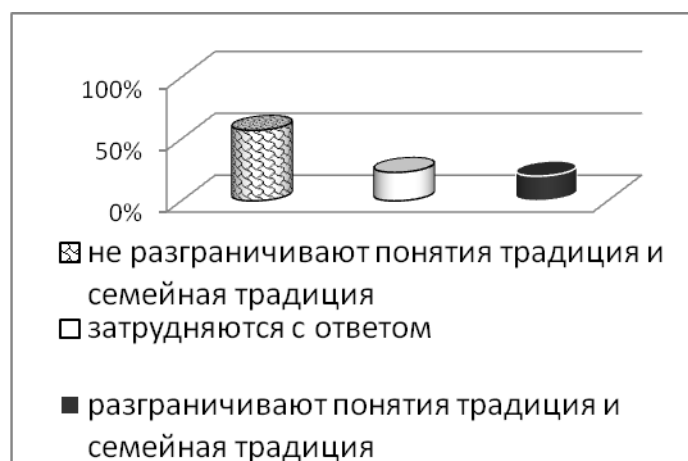 100%
50%
0%
не разграничивают понятия традиция и
семейная традиция
затрудняются с ответом
разграничивают понятия традиция и
семейная традиция